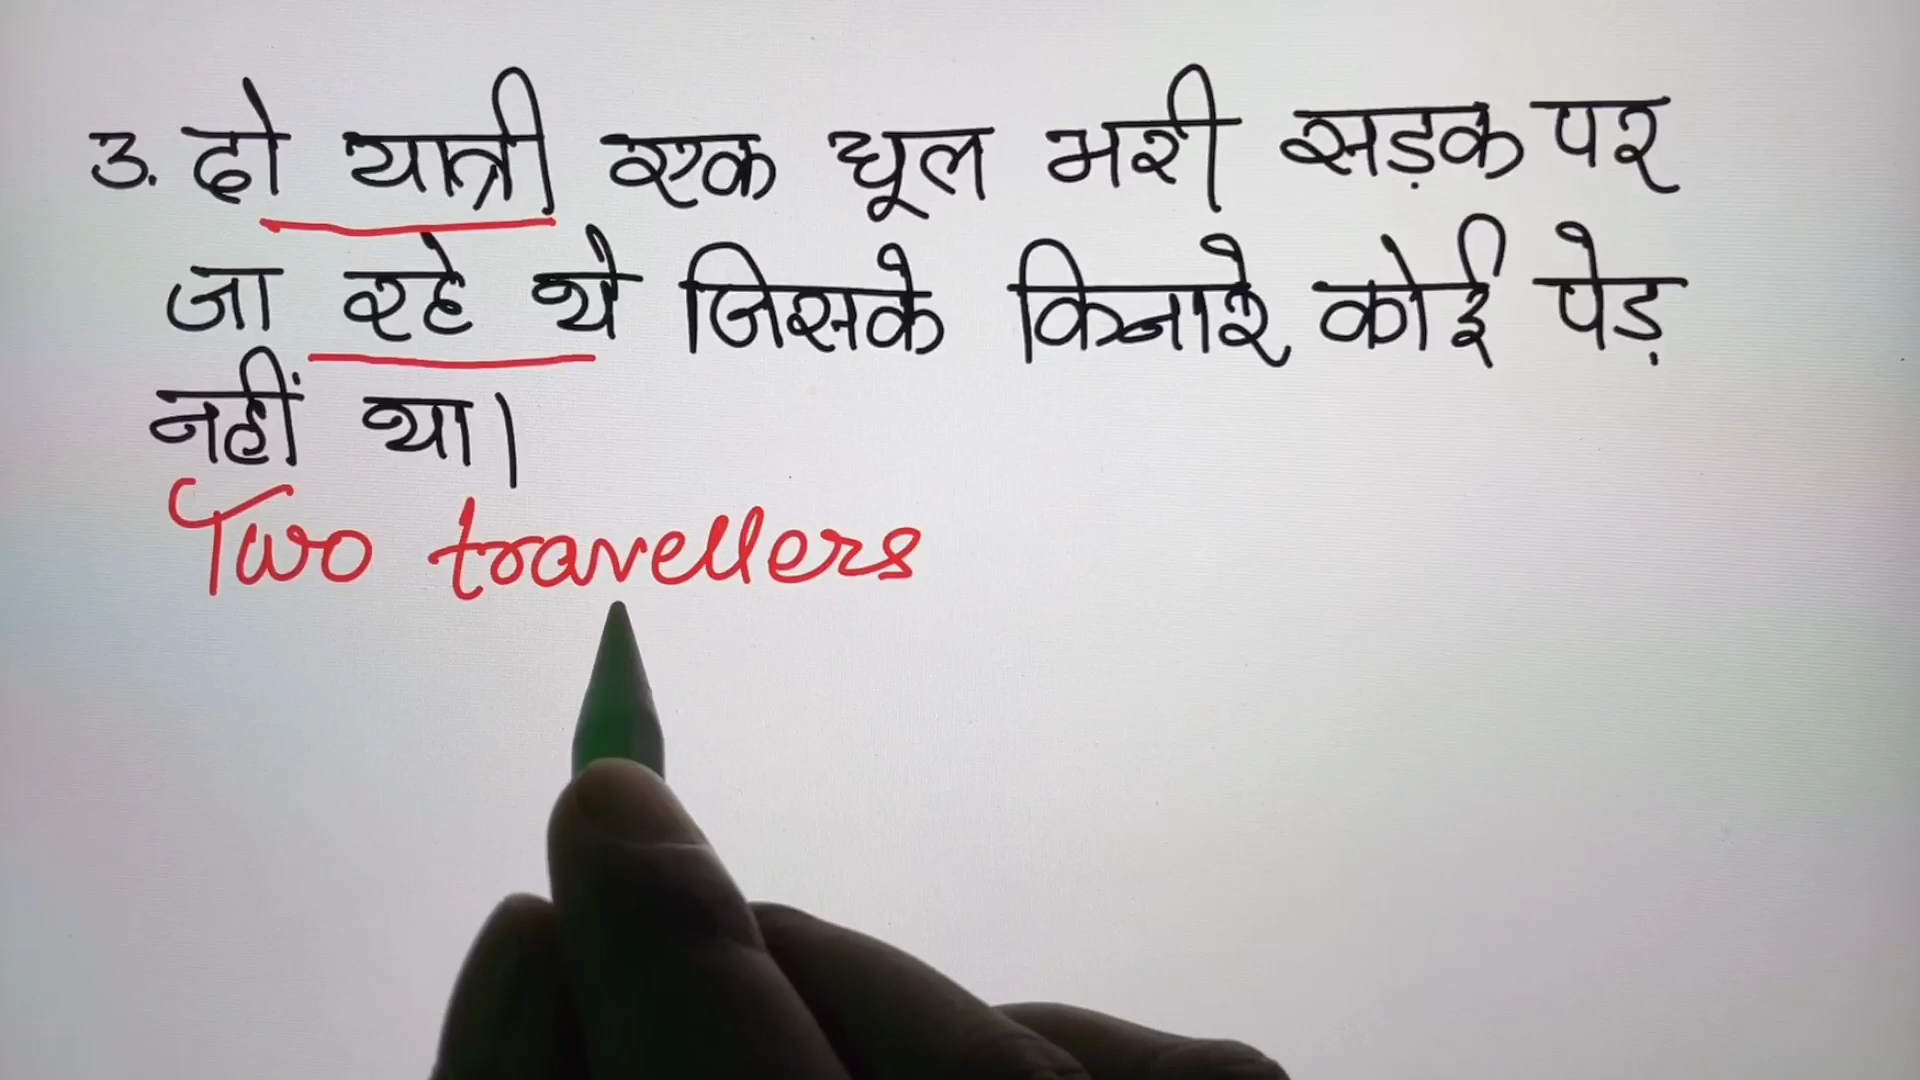 3. दो यात्री एक धूल भरी सड़क पर
जा रहे थे जिसके किनारे कोई पेड़
नहीं था।
Two travellers